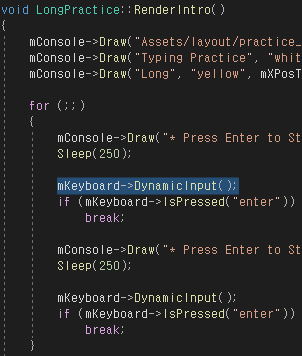 void LongPractice::RenderIntro()
{
mConsole->Draw("Assets/layout/practice_
mConsole->Draw("Typing Practice", "whit
mConsole->Draw("Long", "yellow", mXPosT
for (;;)
{
mConsole->Draw("* Press Enter to St
Sleep(250);
mKeyboard->DynamicInput();
if (mKeyboard->IsPressed("enter"))
break;
mConsole->Draw("* Press Enter to St
Sleep(250);
mKeyboard->DynamicInput();
if (mKeyboard->IsPressed("enter"))
break;
}